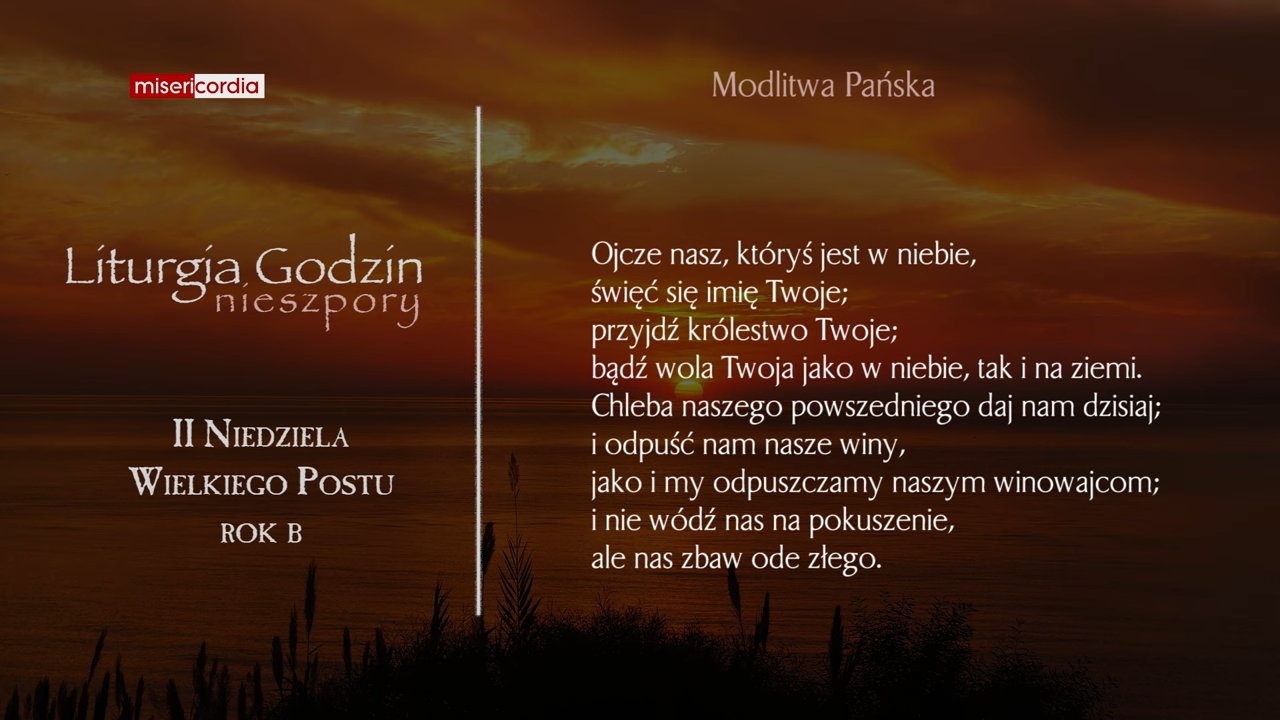 misericordia
Liturgia Godzin
nieszpory
II Niedziela
Wielkiego Postu
rok B
Modlitwa Pańska
Ojcze nasz, któryś jest w niebie,
święć się imię Twoje;
przyjdź królestwo Twoje;
bądź wola Twoja jako w niebie, tak i na ziemi.
Chleba naszego powszedniego daj nam dzisiaj;
i odpuść nam nasze winy,
jako i my odpuszczamy naszym winowajcom;
i nie wódź nas na pokuszenie,
ale nas zbaw ode złego.